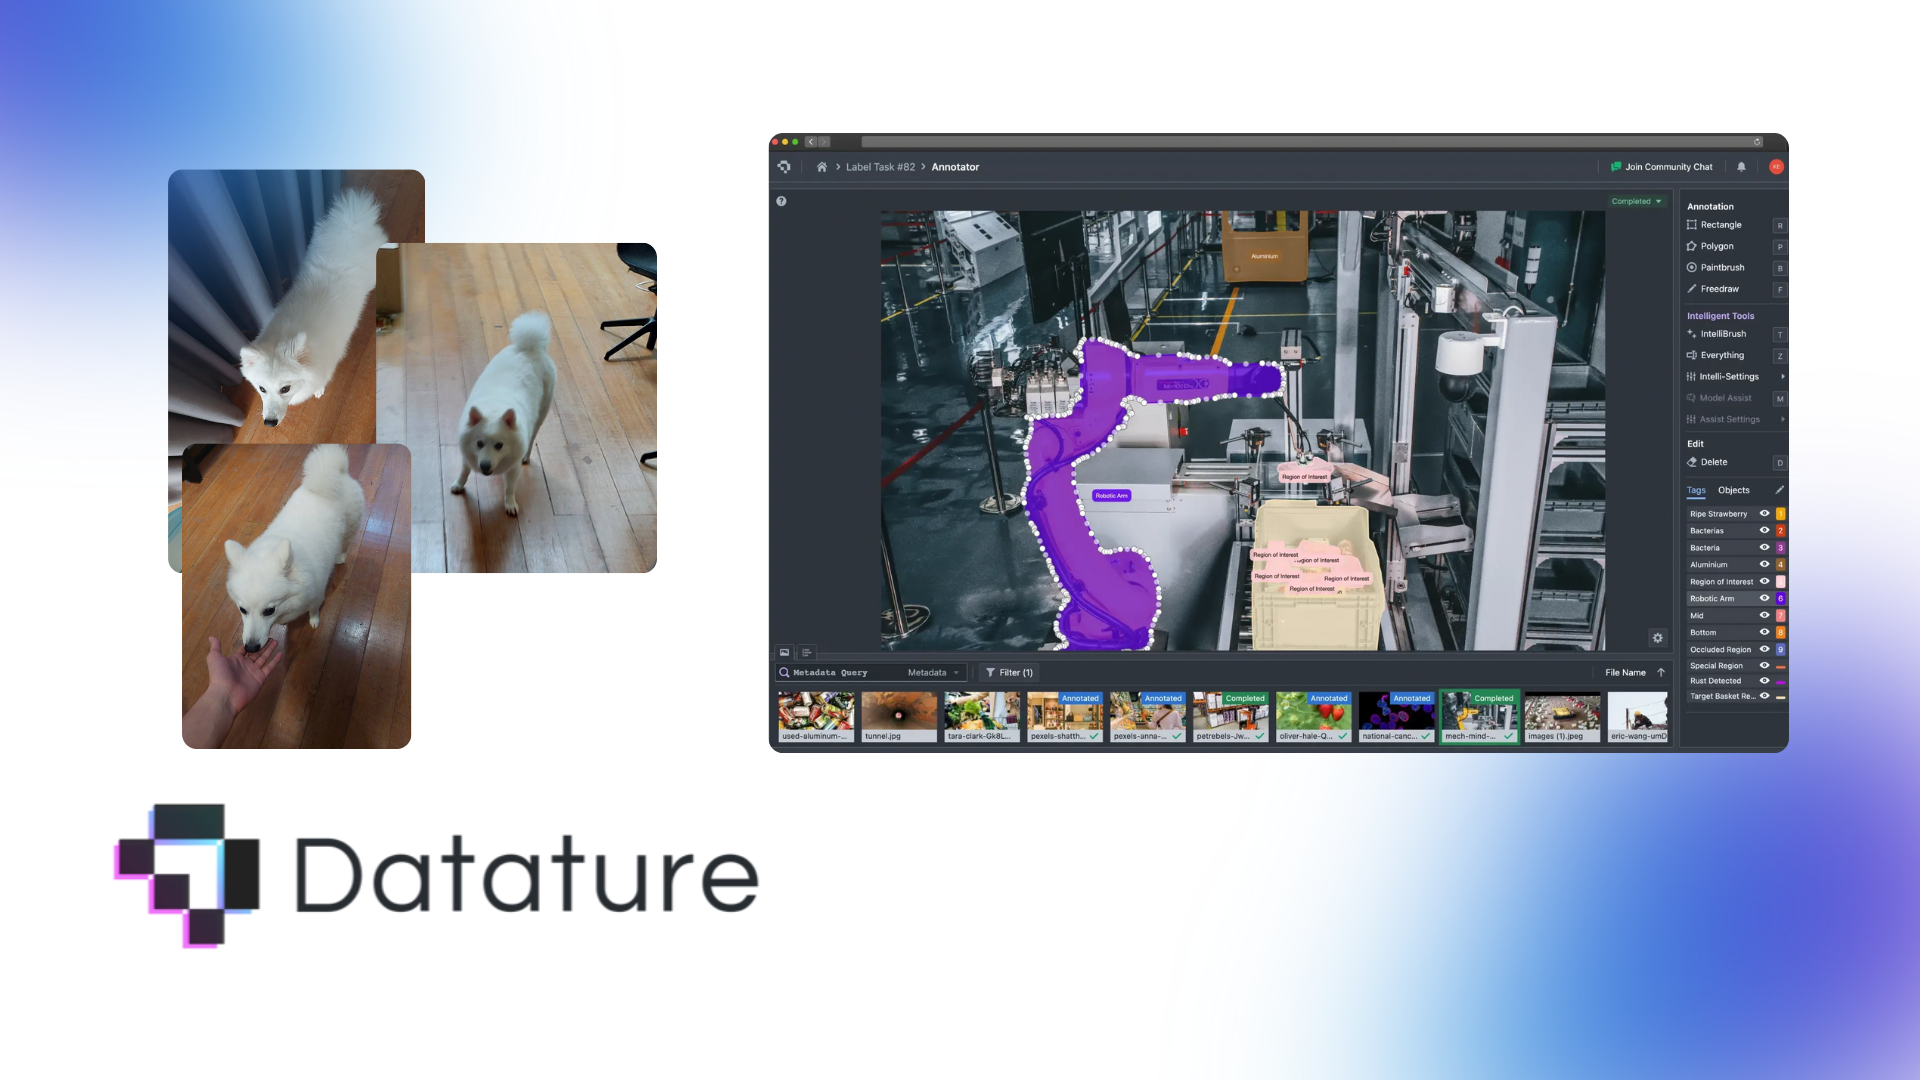 Label Task #82
Annotator
Join Community Chat
Completed
Annotation
Rectangle R
Polygon P
Paintbrush B
Freedraw F
Intelligent Tools
IntelliBrush T
Everything Z
Intelli-Settings
Model Assist M
Assist Settings
Edit
Delete D
Tags Objects
Ripe Strawberry 1
Bacterias 2
Bacteria 3
Aluminium 4
Region of Interest
Robotic Arm 6
Mid 7
Bottom 8
Occluded Region 9
Special Region
Rust Detected
Target Basket Re...
Aluminium
Robotic Arm
Region of Interest
Region of Interest
Region of Interest
Region of Interest
Region of Interest
Region of Interest
Metadata Query
Metadata
Filter (1)
File Name
Annotated
Annotated
Completed
Annotated
Annotated
Completed
used-aluminum-...
tunnel.jpg
tara-clark-Gk8L...
pexels-shatth...
pexels-anna-...
petrebels-Jw...
oliver-hale-Q...
national-canc...
mech-mind-...
images (1).jpeg
eric-wang-umD
Datature